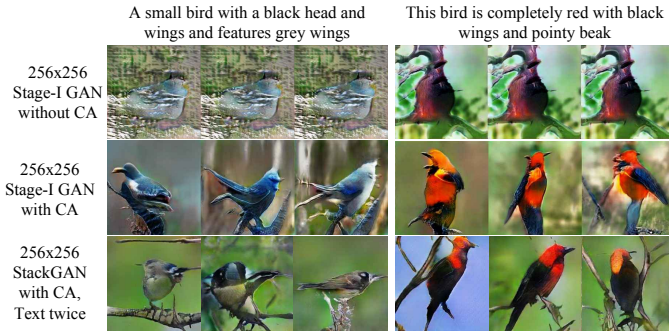 A small bird with a black head and
wings and features grey wings
This bird is completely red with black
wings and pointy beak
256x256
Stage-I GAN
without CA
256x256
Stage-I GAN
with CA
256x256
StackGAN
with CA,
Text twice